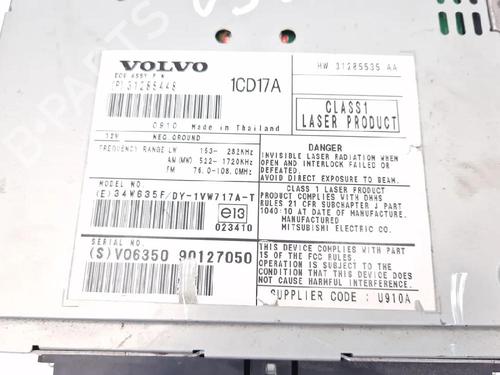 VOLVO
ECE ASSY P N
(P)31285448
1CD17A
HW 31285535 AA
CLASS1
LASER PRODUCT
0910 Made in Thailand
12V NEG.GROUND
FREQUENCY RANGE:LW 153- 282KHz
AM(MW) 522-1720KHz
FM 76.0-108.0MHz
DANGER
INVISIBLE LASER RADIATION WHEN
OPEN AND INTERLOCK FAILED OR
DEFEATED.
AVOID DIRECT EXPOSURE TO BEAM.
MODEL NO
(E)34W635F/DY-1VW717A-T
e13
023410
CLASS 1 LASER PRODUCT
PRODUCT COMPLIES WITH DHHS
RULES 21 CFR SUBCHAPTER J PART
1040:10 AT DATE OF MANUFACTURE.
MANUFACTURED
MITSUBISHI ELECTRIC CO.
SERIAL NO.
(S)V06350 90127050
THIS DEVICE COMPLIES WITH PART
15 OF THE FCC RULES.
OPERATION IS SUBJECT TO THE
CONDITION THAT THIS DEVICE
DOES NOT CAUSE HARMFUL
INTERFERENCE.
SUPPLIER CODE : U910A